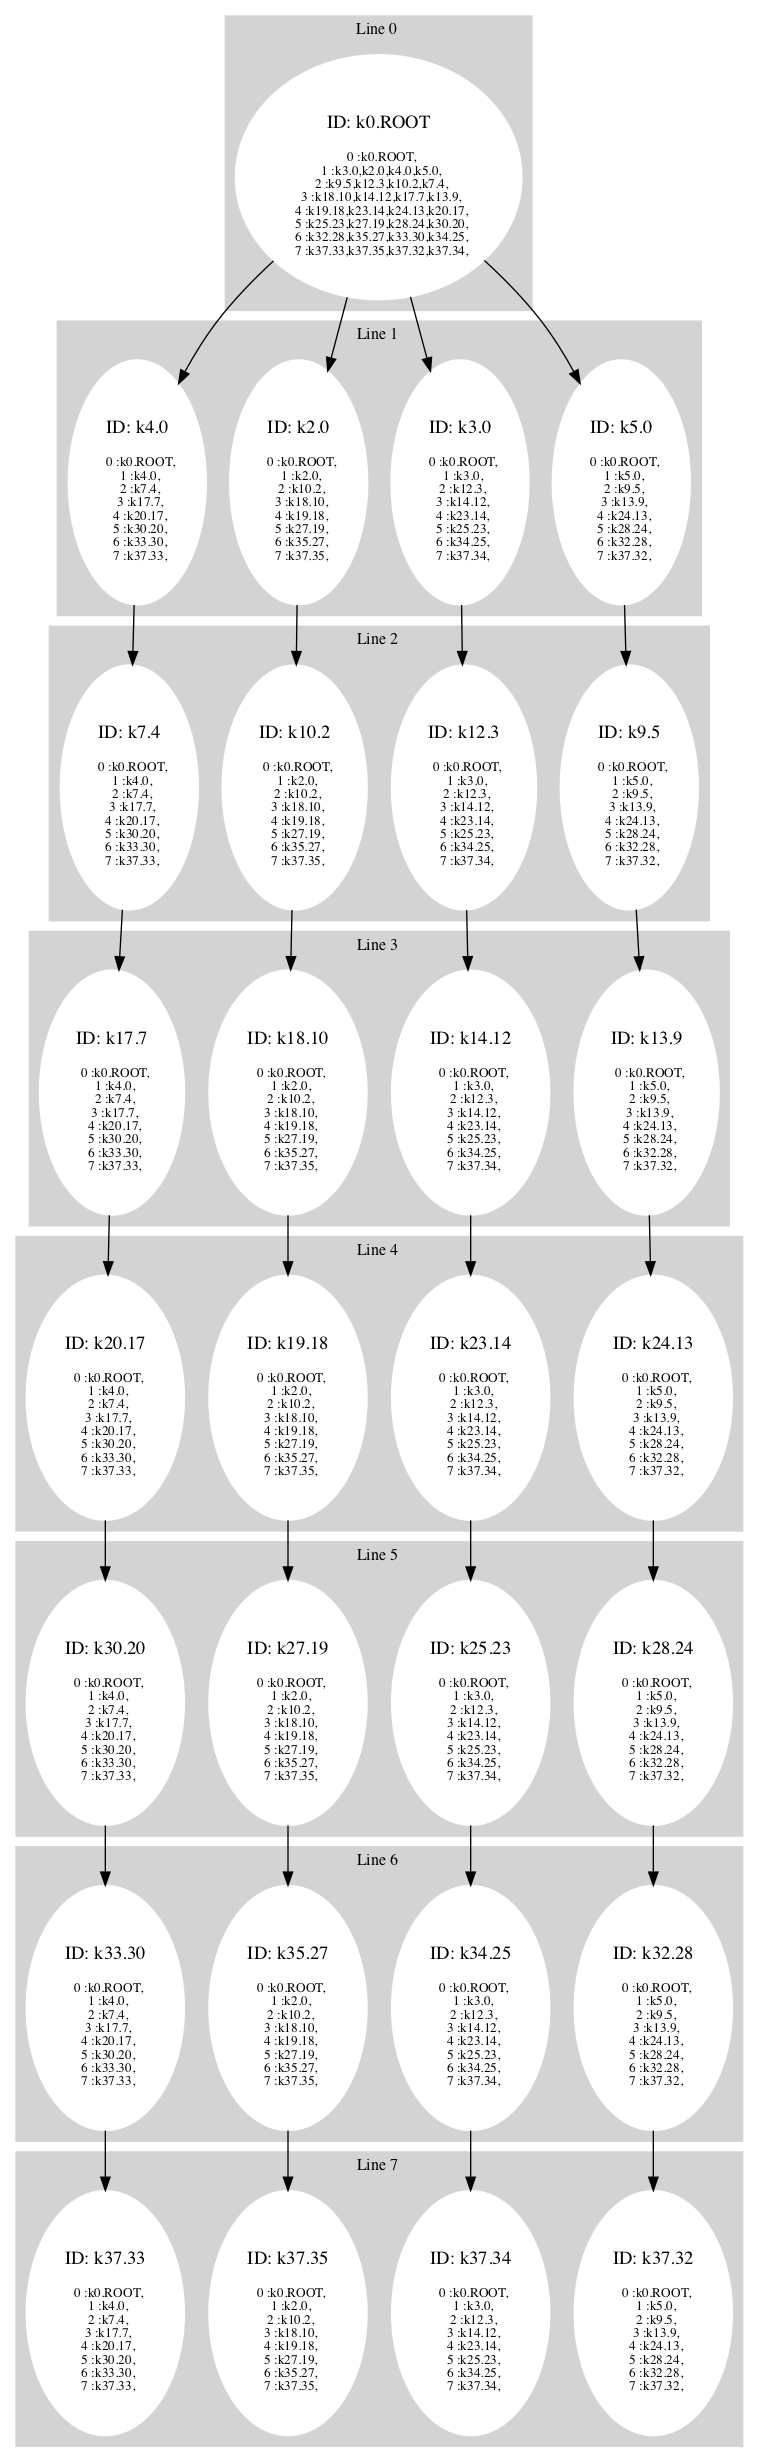 Line 0
ID: k0.ROOT
0 :k0.ROOT,
1 :k3.0,k2.0,k4.0,k5.0,
2 :k9.5,k12.3,k10.2,k7.4,
3 :k18.10,k14.12,k17.7,k13.9,
4 :k19.18,k23.14,k24.13,k20.17,
5 :k25.23,k27.19,k28.24,k30.20,
6 :k32.28,k35.27,k33.30,k34.25,
7 :k37.33,k37.35,k37.32,k37.34,
Line 1
ID: k4.0
0 :k0.ROOT,
1 :k4.0,
2 :k7.4,
3 :k17.7,
4 :k20.17,
5 :k30.20,
6 :k33.30,
7 :k37.33,
ID: k2.0
0 :k0.ROOT,
1 :k2.0,
2 :k10.2,
3 :k18.10,
4 :k19.18,
5 :k27.19,
6 :k35.27,
7 :k37.35,
ID: k3.0
0 :k0.ROOT,
1 :k3.0,
2 :k12.3,
3 :k14.12,
4 :k23.14,
5 :k25.23,
6 :k34.25,
7 :k37.34,
ID: k5.0
0 :k0.ROOT,
1 :k5.0,
2 :k9.5,
3 :k13.9,
4 :k24.13,
5 :k28.24,
6 :k32.28,
7 :k37.32,
Line 2
ID: k7.4
0 :k0.ROOT,
1 :k4.0,
2 :k7.4,
3 :k17.7,
4 :k20.17,
5 :k30.20,
6 :k33.30,
7 :k37.33,
ID: k10.2
0 :k0.ROOT,
1 :k2.0,
2 :k10.2,
3 :k18.10,
4 :k19.18,
5 :k27.19,
6 :k35.27,
7 :k37.35,
ID: k12.3
0 :k0.ROOT,
1 :k3.0,
2 :k12.3,
3 :k14.12,
4 :k23.14,
5 :k25.23,
6 :k34.25,
7 :k37.34,
ID: k9.5
0 :k0.ROOT,
1 :k5.0,
2 :k9.5,
3 :k13.9,
4 :k24.13,
5 :k28.24,
6 :k32.28,
7 :k37.32,
Line 3
ID: k17.7
0 :k0.ROOT,
1 :k4.0,
2 :k7.4,
3 :k17.7,
4 :k20.17,
5 :k30.20,
6 :k33.30,
7 :k37.33,
ID: k18.10
0 :k0.ROOT,
1 :k2.0,
2 :k10.2,
3 :k18.10,
4 :k19.18,
5 :k27.19,
6 :k35.27,
7 :k37.35,
ID: k14.12
0 :k0.ROOT,
1 :k3.0,
2 :k12.3,
3 :k14.12,
4 :k23.14,
5 :k25.23,
6 :k34.25,
7 :k37.34,
ID: k13.9
0 :k0.ROOT,
1 :k5.0,
2 :k9.5,
3 :k13.9,
4 :k24.13,
5 :k28.24,
6 :k32.28,
7 :k37.32,
Line 4
ID: k20.17
0 :k0.ROOT,
1 :k4.0,
2 :k7.4,
3 :k17.7,
4 :k20.17,
5 :k30.20,
6 :k33.30,
7 :k37.33,
ID: k19.18
0 :k0.ROOT,
1 :k2.0,
2 :k10.2,
3 :k18.10,
4 :k19.18,
5 :k27.19,
6 :k35.27,
7 :k37.35,
ID: k23.14
0 :k0.ROOT,
1 :k3.0,
2 :k12.3,
3 :k14.12,
4 :k23.14,
5 :k25.23,
6 :k34.25,
7 :k37.34,
ID: k24.13
0 :k0.ROOT,
1 :k5.0,
2 :k9.5,
3 :k13.9,
4 :k24.13,
5 :k28.24,
6 :k32.28,
7 :k37.32,
Line 5
ID: k30.20
0 :k0.ROOT,
1 :k4.0,
2 :k7.4,
3 :k17.7,
4 :k20.17,
5 :k30.20,
6 :k33.30,
7 :k37.33,
ID: k27.19
0 :k0.ROOT,
1 :k2.0,
2 :k10.2,
3 :k18.10,
4 :k19.18,
5 :k27.19,
6 :k35.27,
7 :k37.35,
ID: k25.23
0 :k0.ROOT,
1 :k3.0,
2 :k12.3,
3 :k14.12,
4 :k23.14,
5 :k25.23,
6 :k34.25,
7 :k37.34,
ID: k28.24
0 :k0.ROOT,
1 :k5.0,
2 :k9.5,
3 :k13.9,
4 :k24.13,
5 :k28.24,
6 :k32.28,
7 :k37.32,
Line 6
ID: k33.30
0 :k0.ROOT,
1 :k4.0,
2 :k7.4,
3 :k17.7,
4 :k20.17,
5 :k30.20,
6 :k33.30,
7 :k37.33,
ID: k35.27
0 :k0.ROOT,
1 :k2.0,
2 :k10.2,
3 :k18.10,
4 :k19.18,
5 :k27.19,
6 :k35.27,
7 :k37.35,
ID: k34.25
0 :k0.ROOT,
1 :k3.0,
2 :k12.3,
3 :k14.12,
4 :k23.14,
5 :k25.23,
6 :k34.25,
7 :k37.34,
ID: k32.28
0 :k0.ROOT,
1 :k5.0,
2 :k9.5,
3 :k13.9,
4 :k24.13,
5 :k28.24,
6 :k32.28,
7 :k37.32,
Line 7
ID: k37.33
0 :k0.ROOT,
1 :k4.0,
2 :k7.4,
3 :k17.7,
4 :k20.17,
5 :k30.20,
6 :k33.30,
7 :k37.33,
ID: k37.35
0 :k0.ROOT,
1 :k2.0,
2 :k10.2,
3 :k18.10,
4 :k19.18,
5 :k27.19,
6 :k35.27,
7 :k37.35,
ID: k37.34
0 :k0.ROOT,
1 :k3.0,
2 :k12.3,
3 :k14.12,
4 :k23.14,
5 :k25.23,
6 :k34.25,
7 :k37.34,
ID: k37.32
0 :k0.ROOT,
1 :k5.0,
2 :k9.5,
3 :k13.9,
4 :k24.13,
5 :k28.24,
6 :k32.28,
7 :k37.32,